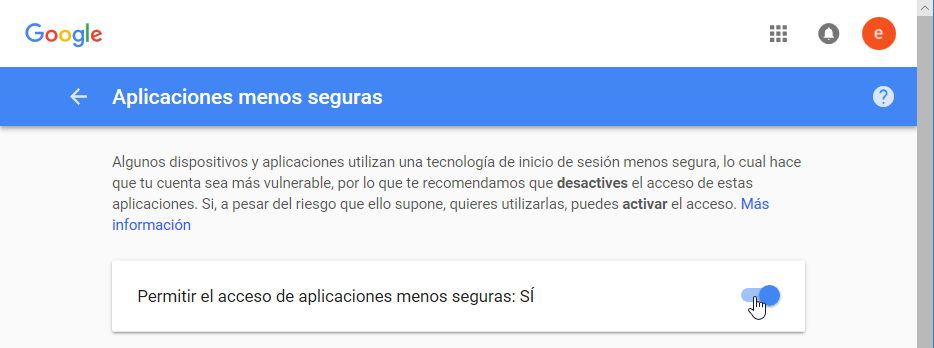 Google
e
Aplicaciones menos seguras
?
Algunos dispositivos y aplicaciones utilizan una tecnología de inicio de sesión menos segura, lo cual hace
que tu cuenta sea más vulnerable, por lo que te recomendamos que desactives el acceso de estas
aplicaciones. Si, a pesar del riesgo que ello supone, quieres utilizarlas, puedes activar el acceso. Más
información
Permitir el acceso de aplicaciones menos seguras: SÍ